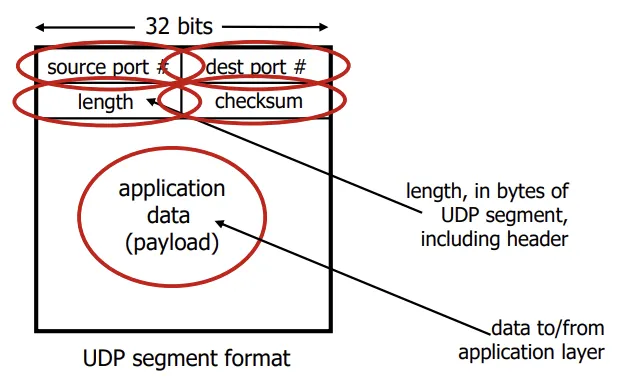 32 bits
source port # dest port #
length checksum
application
data
(payload)
length, in bytes of
UDP segment,
including header
data to/from
application layer
UDP segment format